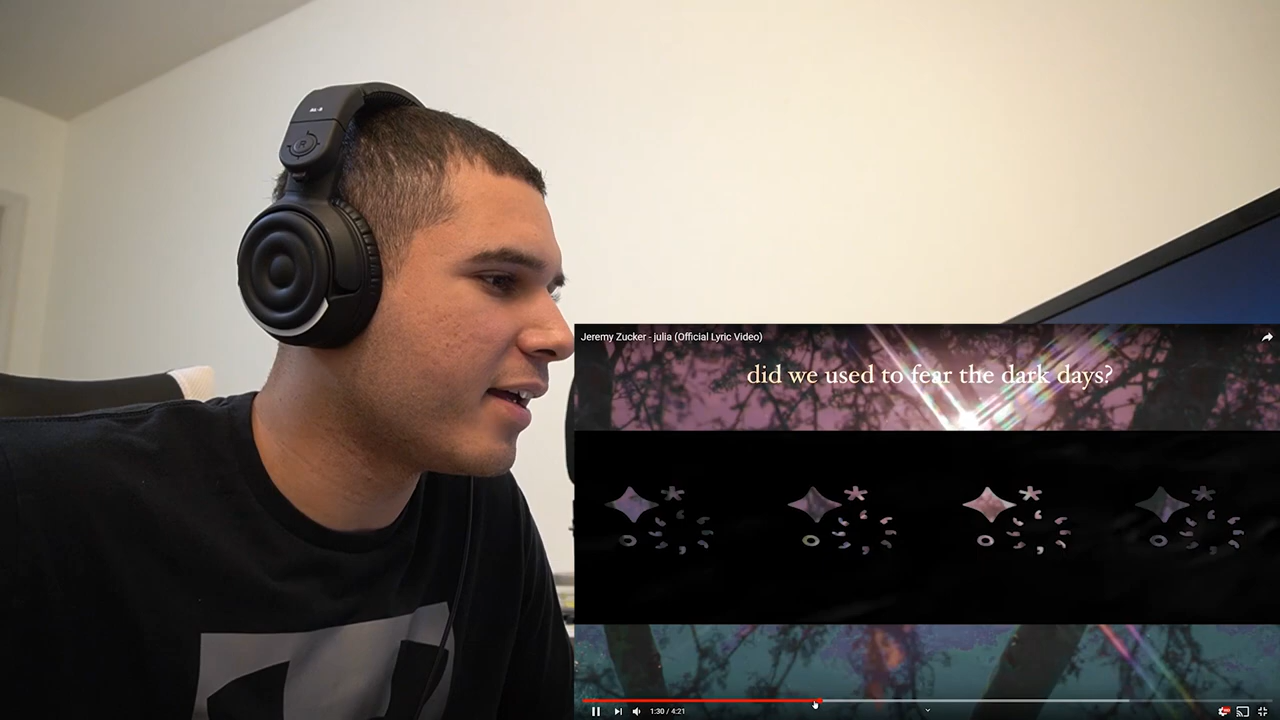 R
Jeremy Zucker - julia (Official Lyric Video)
did we used to fear the dark days?
1:30 / 4:21